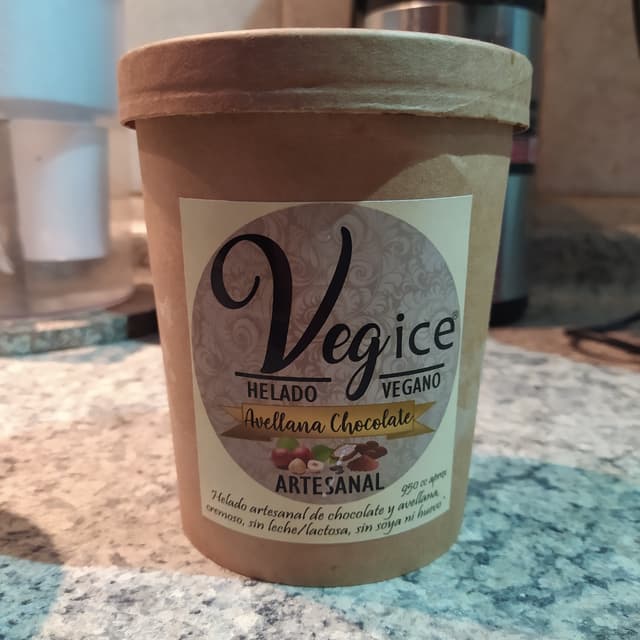 Vegice®
HELADO VEGANO
Avellana Chocolate
ARTESANAL
950 cc aprox
Helado artesanal de chocolate y avellana,
cremoso, sin leche/lactosa, sin soya ni huevo